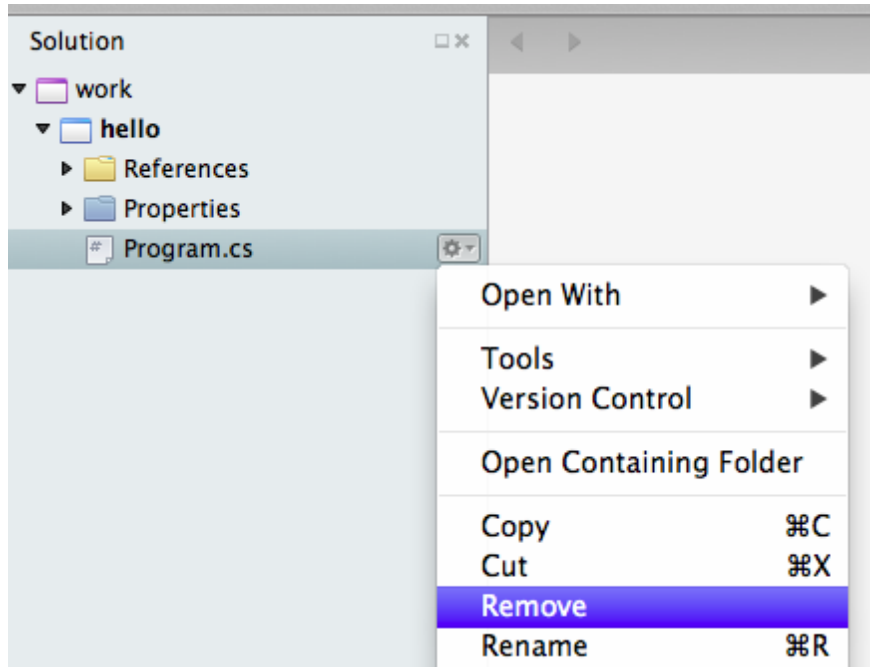 Solution
work
hello
References
Properties
# Program.cs
Open With
Tools
Version Control
Open Containing Folder
Copy ⌘C
Cut ⌘X
Remove
Rename ⌘R